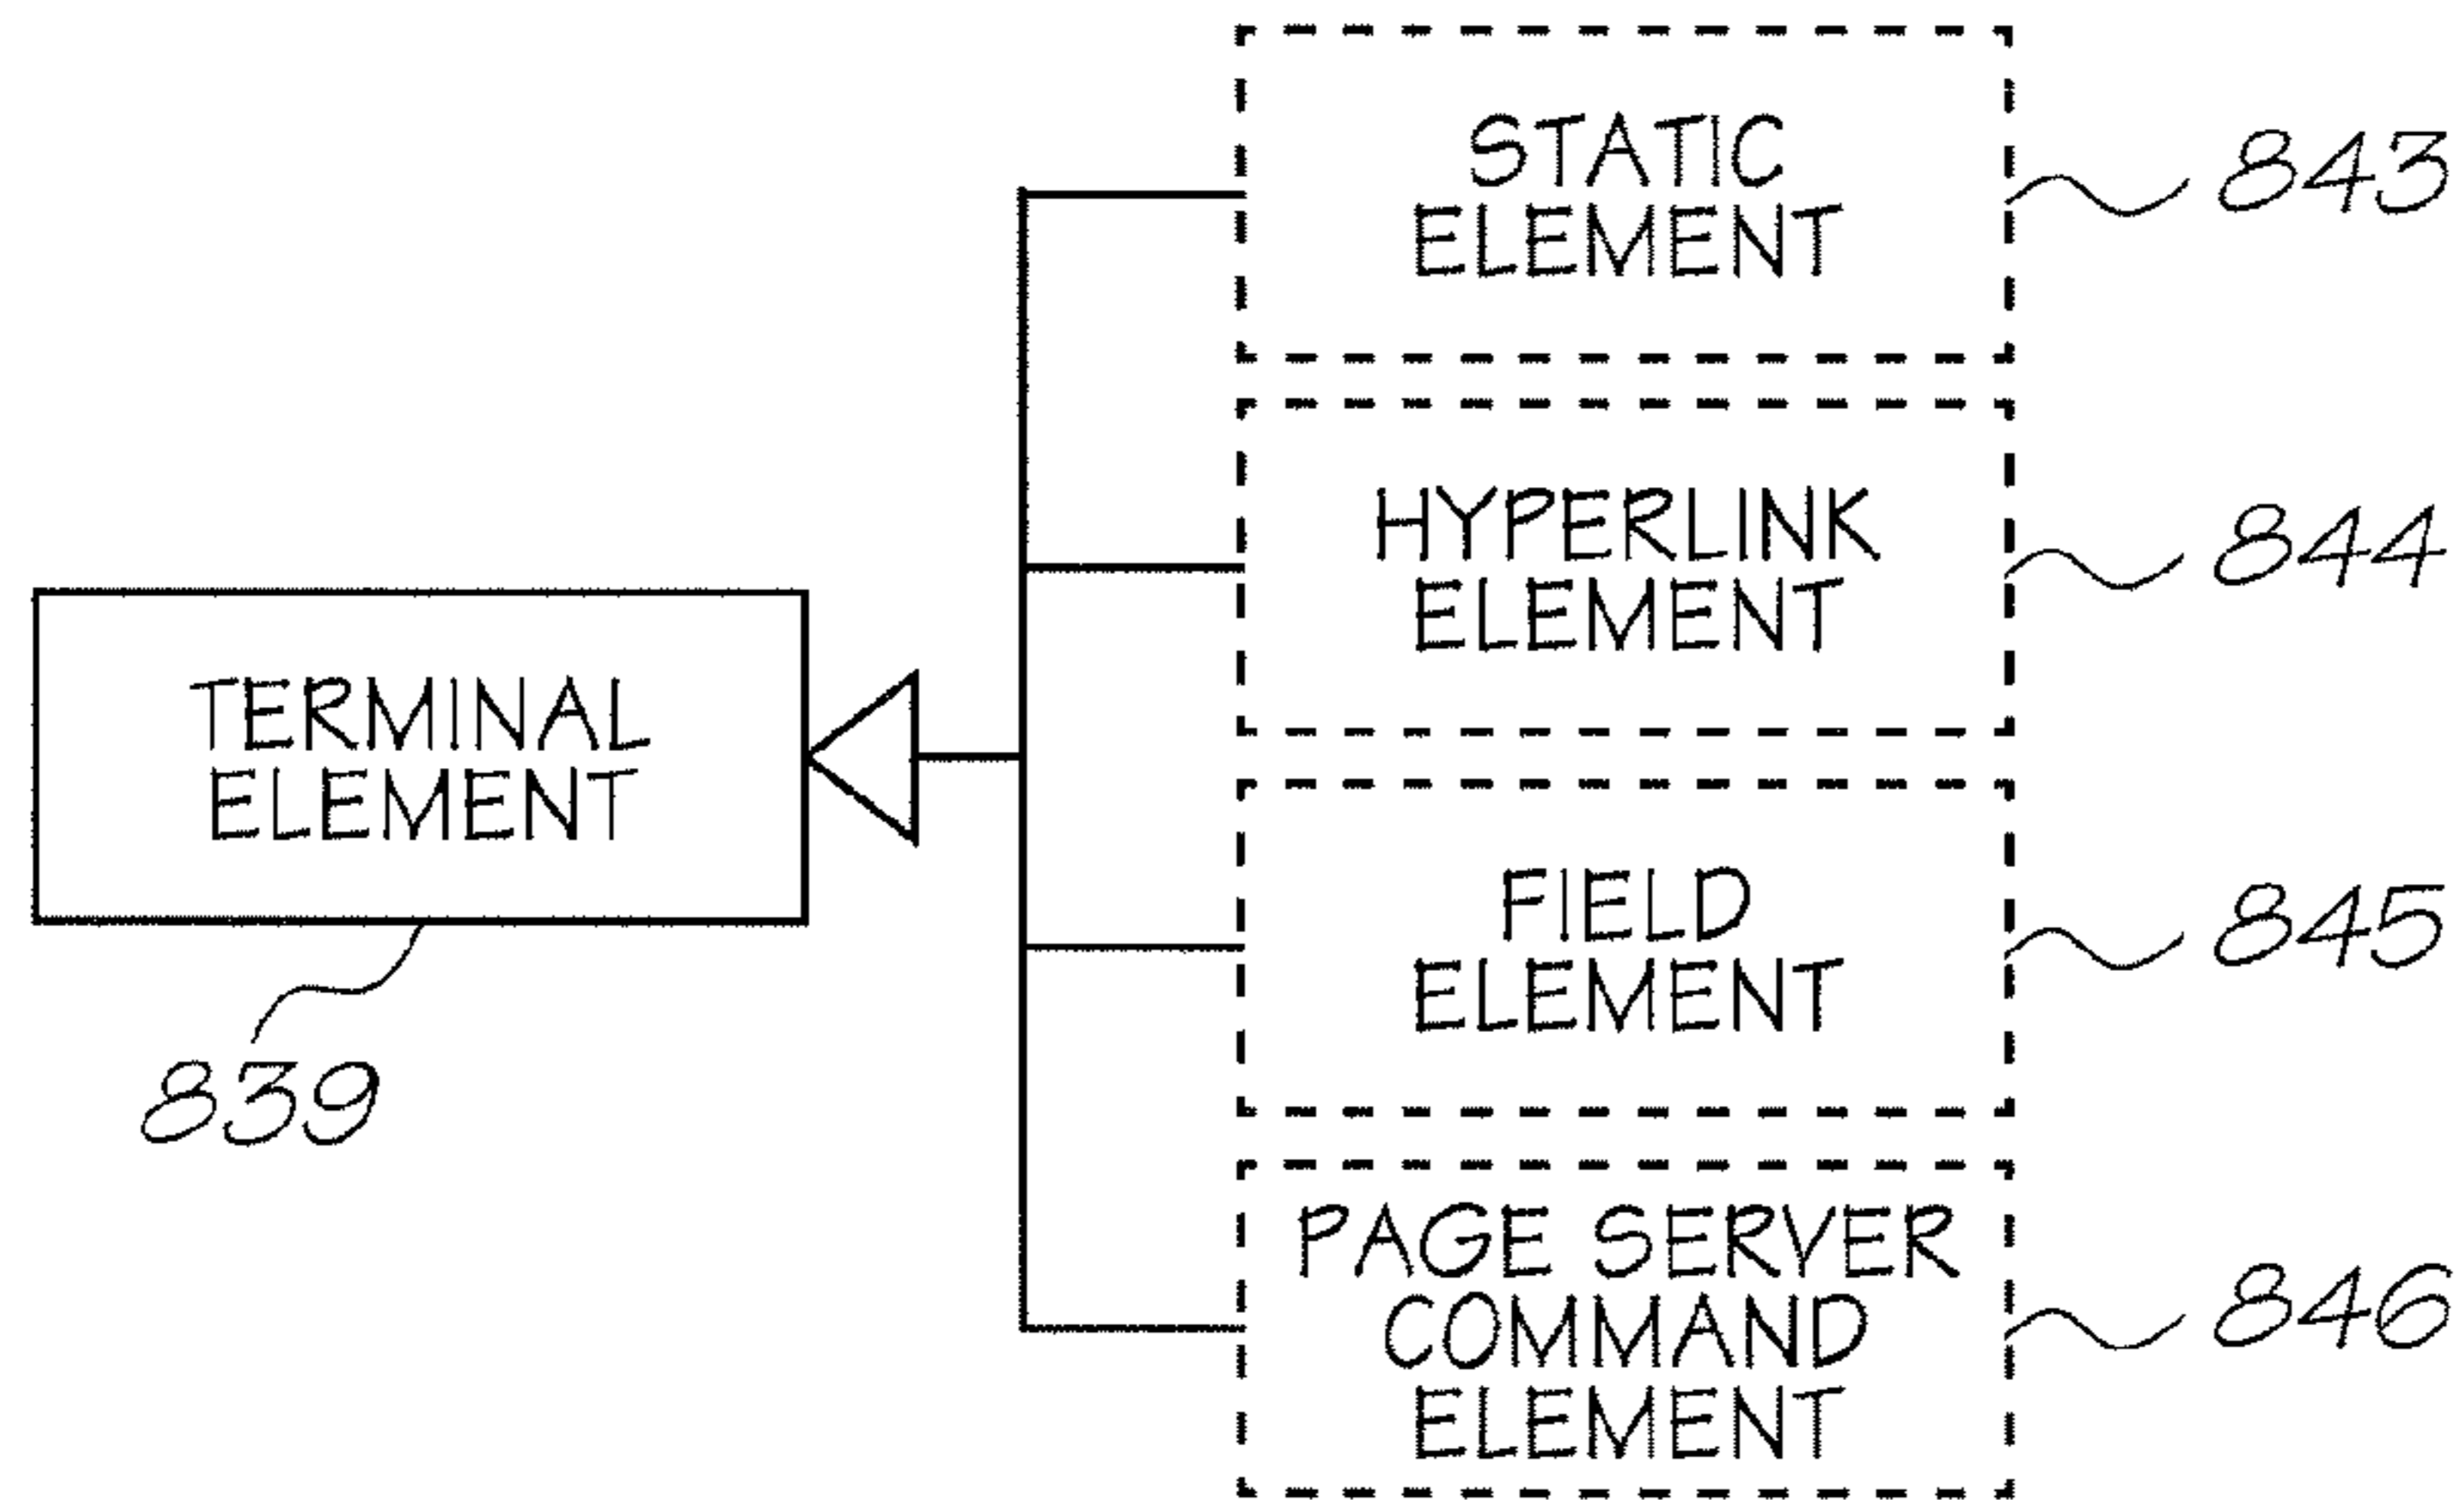 STATIC
ELEMENT
843
HYPERLINK
ELEMENT
844
TERMINAL
ELEMENT
839
FIELD
ELEMENT
845
PAGE SERVER
COMMAND
ELEMENT
846